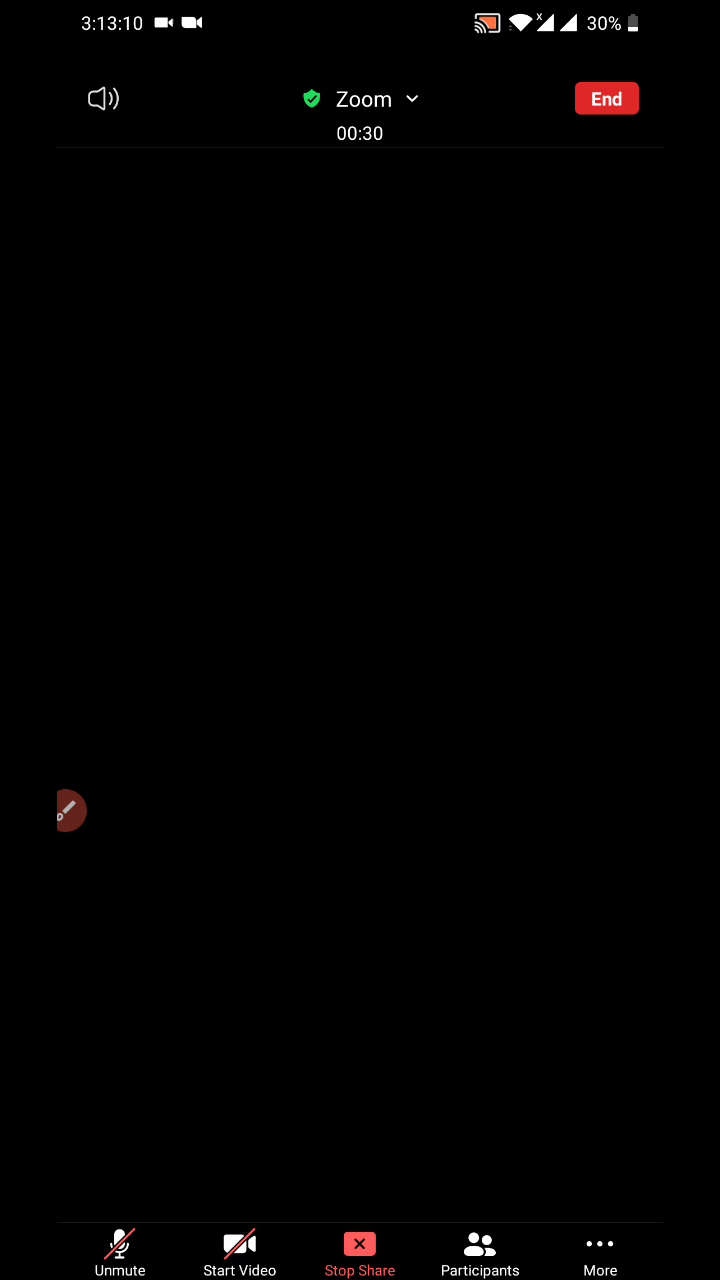 3:13:10
30%
Zoom
End
00:30
Unmute
Start Video
Stop Share
Participants
More